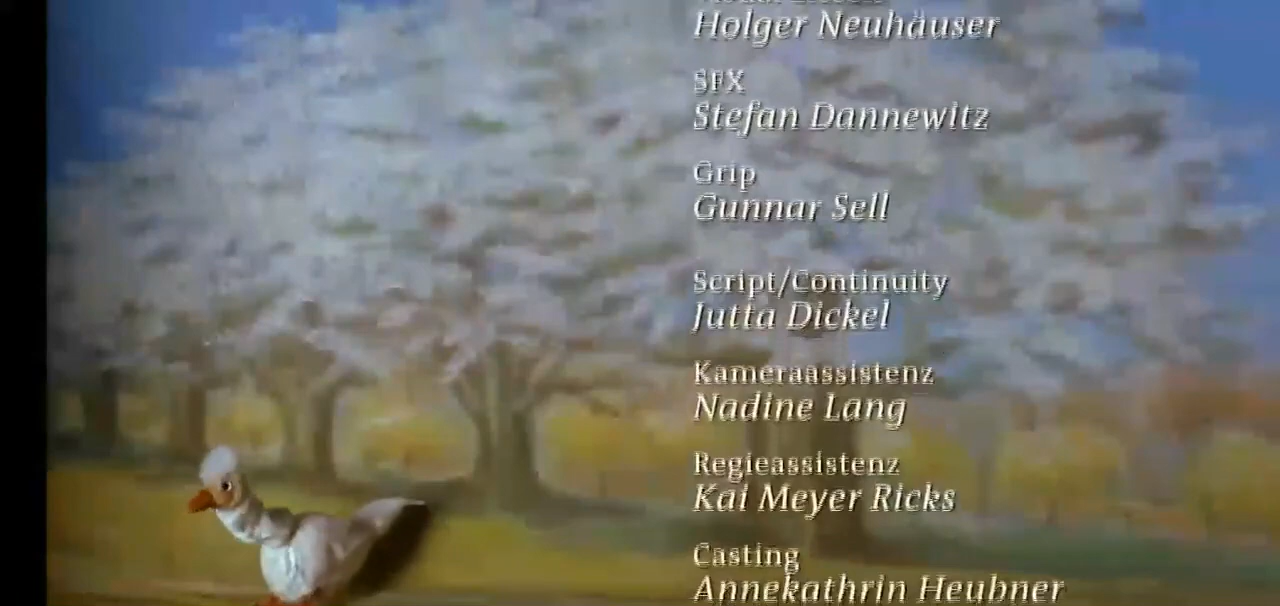 Holger Neuhäuser
SFX
Stefan Dannewitz
Grip
Gunnar Sell
Script/Continuity
Jutta Dickel
Kameraassistenz
Nadine Lang
Regieassistenz
Kai Meyer Ricks
Casting
Annekathrin Heubner